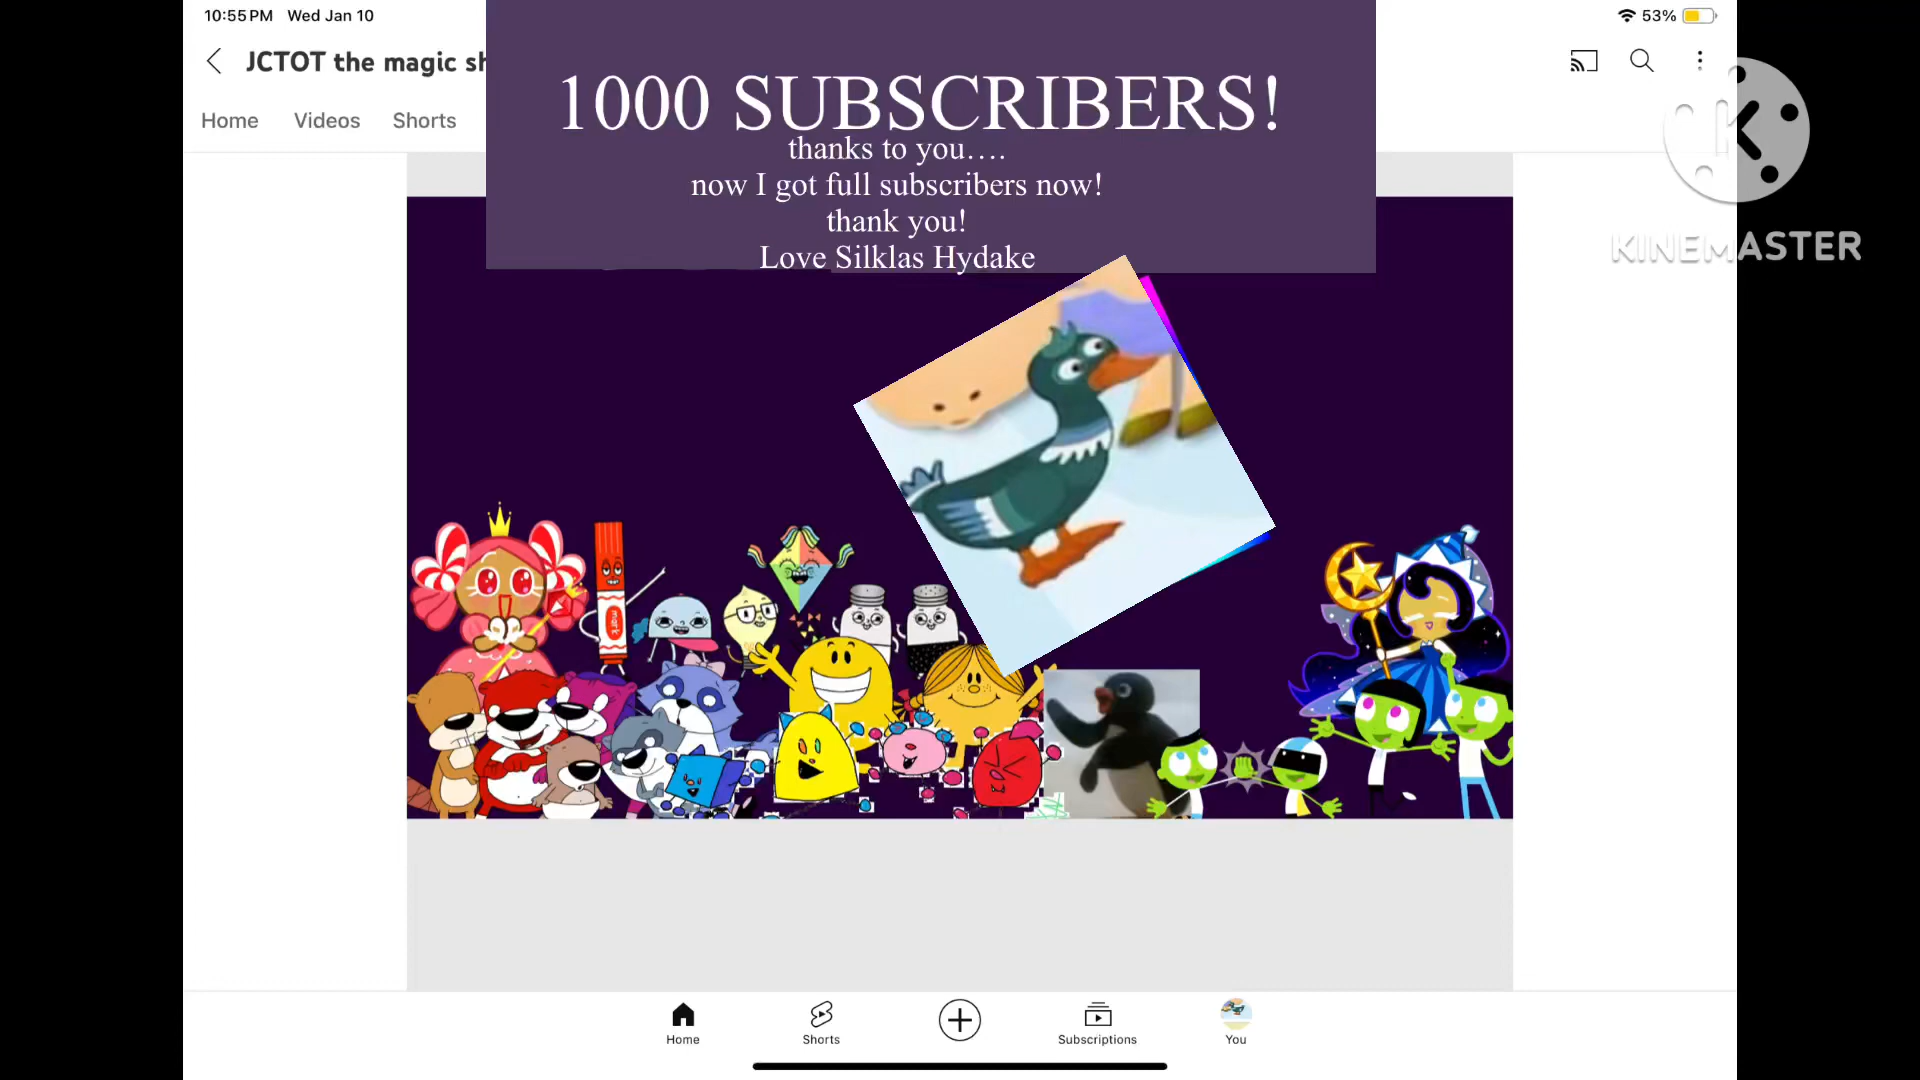 10:55 PM Wed Jan 10
53%
JCTOT the magic sh
Home Videos Shorts
1000 SUBSCRIBERS!
thanks to you....
now I got full subscribers now!
thank you!
Love Silklas Hydake
K
KINEMASTER
mark
Home Shorts Subscriptions You